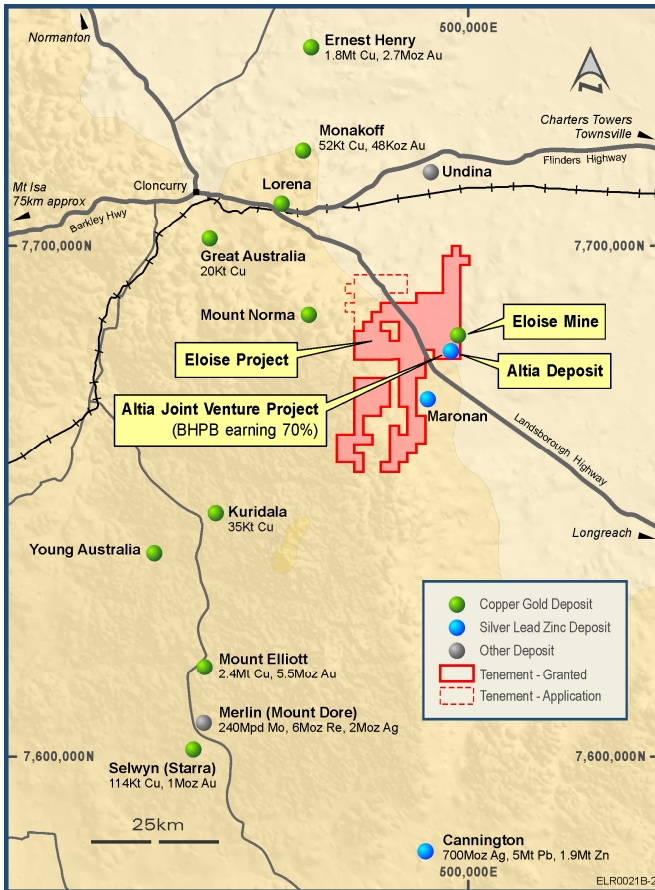 500,000E
Normanton
Ernest Henry
1.8Mt Cu, 2.7Moz Au
Z
Charters Towers
Townsville
Monakoff
52Kt Cu, 48Koz Au
Flinders Highway
Undina
Mt Isa
75km approx
Cloncurry
Lorena
Barkley Hwy
7,700,000N
7,700,000N
Great Australia
20Kt Cu
Mount Norma
Eloise Mine
Eloise Project
Altia Deposit
Altia Joint Venture Project
(BHPB earning 70%)
Maronan
Landsborough Highway
Kuridala
35Kt Cu
Longreach
Young Australia
Copper Gold Deposit
Silver Lead Zinc Deposit
Other Deposit
Tenement - Granted
Tenement - Application
Mount Elliott
2.4Mt Cu, 5.5Moz Au
Merlin (Mount Dore)
240Mpd Mo, 6Moz Re, 2Moz Ag
7,600,000N
7,600,000N
Selwyn (Starra)
114Kt Cu, 1Moz Au
25km
Cannington
700Moz Ag, 5Mt Pb, 1.9Mt Zn
500,000E
ELR0021B-2